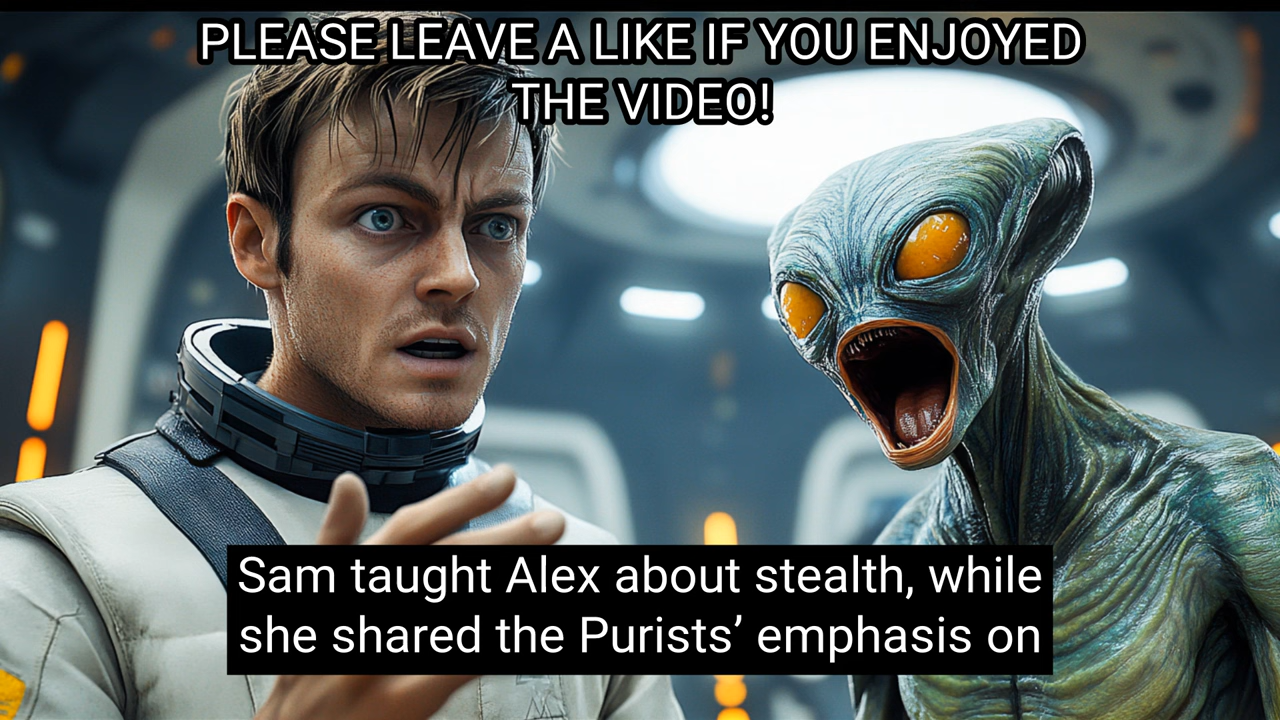 PLEASE LEAVE A LIKE IF YOU ENJOYED
THE VIDEO!
Sam taught Alex about stealth, while
she shared the Purists’ emphasis on